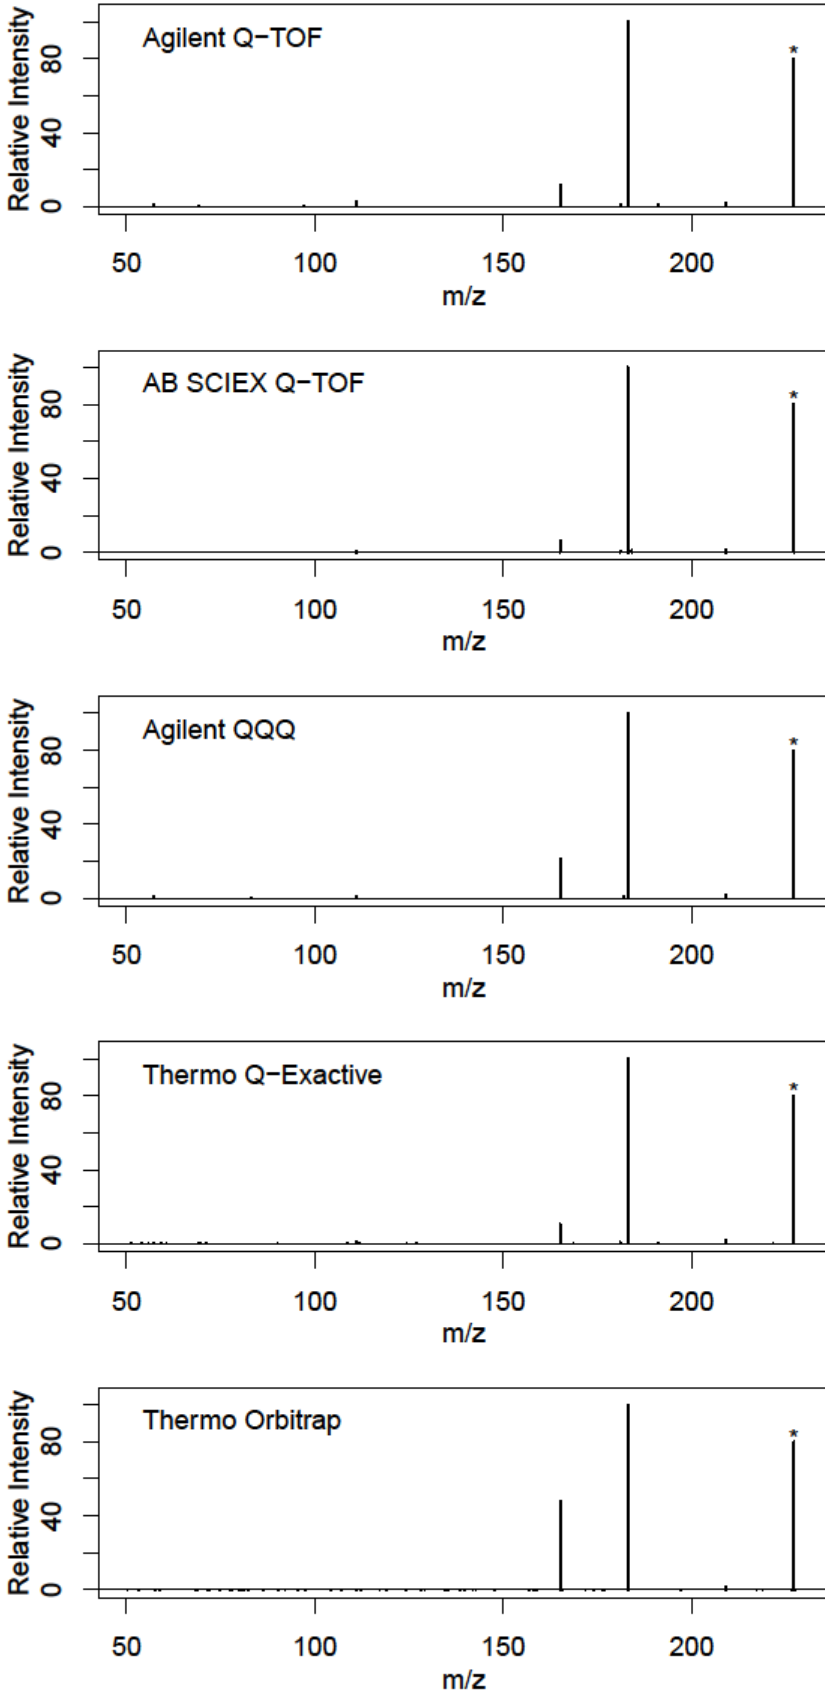 Agilent Q−TOF
*
Relative Intensity
0 40 80
50 100 150 200
m/z
AB SCIEX Q−TOF
*
Relative Intensity
0 40 80
50 100 150 200
m/z
Agilent QQQ
*
Relative Intensity
0 40 80
50 100 150 200
m/z
Thermo Q−Exactive
*
Relative Intensity
0 40 80
50 100 150 200
m/z
Thermo Orbitrap
*
Relative Intensity
0 40 80
50 100 150 200
m/z